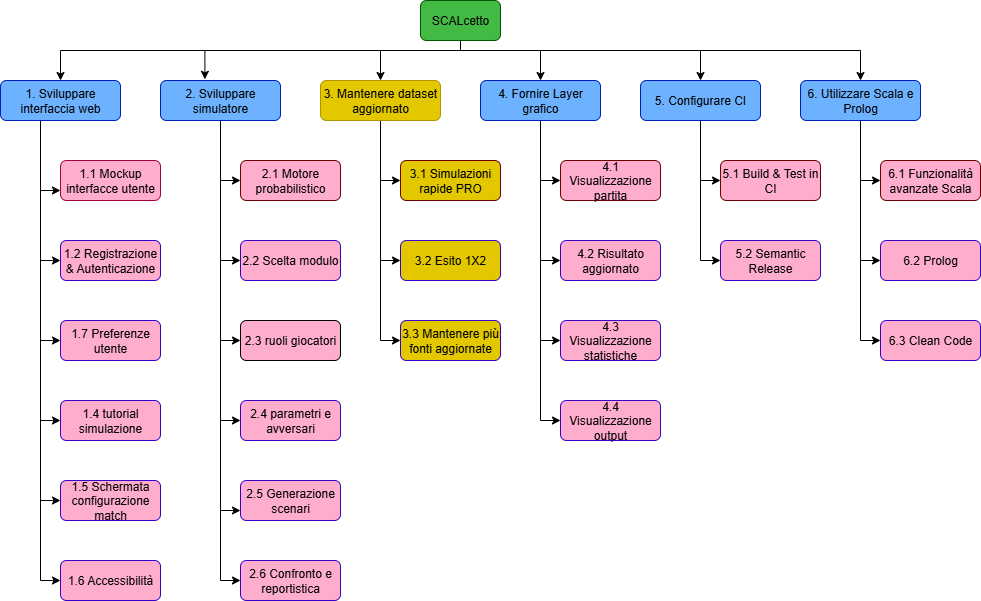 SCALcetto
1. Sviluppare
interfaccia web
2. Sviluppare
simulatore
3. Mantenere dataset
aggiornato
4. Fornire Layer
grafico
5. Configurare CI
6. Utilizzare Scala e
Prolog
1.1 Mockup
interfacce utente
1.2 Registrazione
& Autenticazione
1.7 Preferenze
utente
1.4 tutorial
simulazione
1.5 Schermata
configurazione
match
1.6 Accessibilità
2.1 Motore
probabilistico
2.2 Scelta modulo
2.3 ruoli giocatori
2.4 parametri e
avversari
2.5 Generazione
scenari
2.6 Confronto e
reportistica
3.1 Simulazioni
rapide PRO
3.2 Esito 1X2
3.3 Mantenere più
fonti aggiornate
4.1
Visualizzazione
partita
4.2 Risultato
aggiornato
4.3
Visualizzazione
statistiche
4.4
Visualizzazione
output
5.1 Build & Test in
CI
5.2 Semantic
Release
6.1 Funzionalità
avanzate Scala
6.2 Prolog
6.3 Clean Code